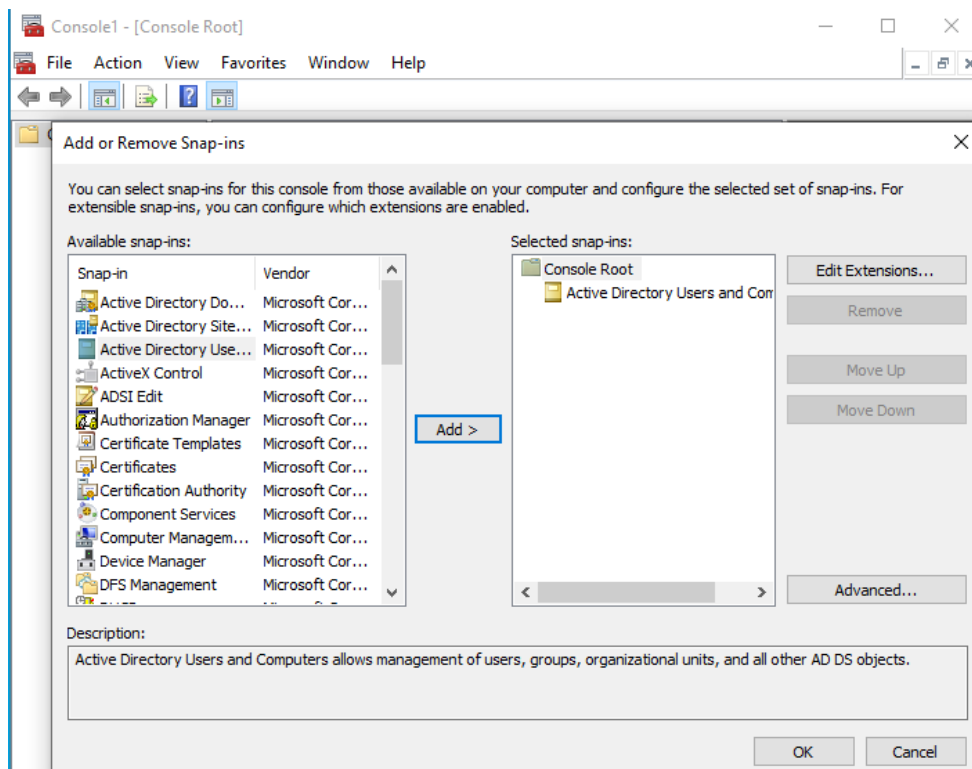 Console1 - [Console Root]
File Action View Favorites Window Help
Add or Remove Snap-ins
You can select snap-ins for this console from those available on your computer and configure the selected set of snap-ins. For
extensible snap-ins, you can configure which extensions are enabled.
Available snap-ins:
Snap-in Vendor
Active Directory Do... Microsoft Cor...
Active Directory Site... Microsoft Cor...
Active Directory Use... Microsoft Cor...
ActiveX Control Microsoft Cor...
ADSI Edit Microsoft Cor...
Authorization Manager Microsoft Cor...
Certificate Templates Microsoft Cor...
Certificates Microsoft Cor...
Certification Authority Microsoft Cor...
Component Services Microsoft Cor...
Computer Managem... Microsoft Cor...
Device Manager Microsoft Cor...
DFS Management Microsoft Cor...
Add >
Selected snap-ins:
Console Root
Active Directory Users and Com
Edit Extensions...
Remove
Move Up
Move Down
Advanced...
Description:
Active Directory Users and Computers allows management of users, groups, organizational units, and all other AD DS objects.
OK Cancel